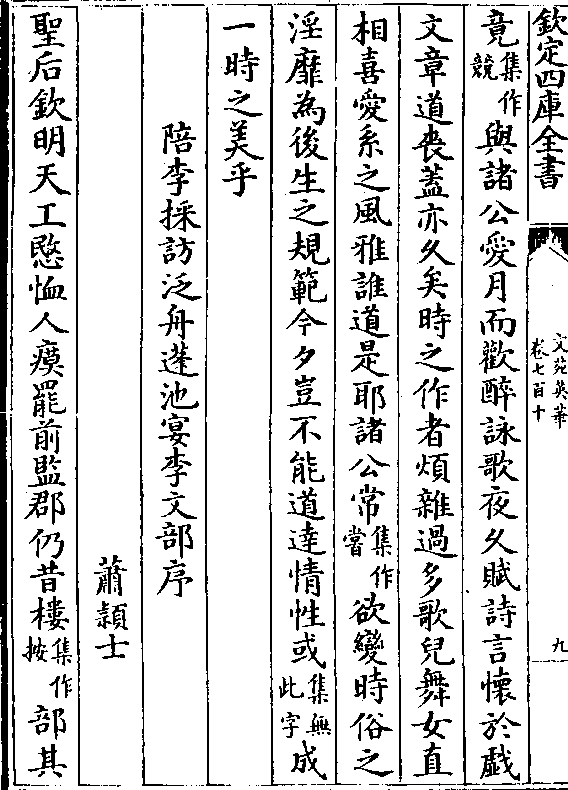 欽定四庫全書
文苑英華
卷七百十
九
竟集作競與諸公愛月而歡醉詠歌夜久賦詩言懷於戯
文章道喪蓋亦久矣時之作者煩雜過多歌兒舞女直
相喜愛系之風雅誰道是耶諸公常集作嘗欲變時俗之
淫靡為後生之規範今夕豈不能道達情性或集無此字成
一時之美乎
陪李採訪泛舟蓬池宴李文部序
蕭頴士
聖后欽明天工愍恤人瘼罷前監郡仍昔樓集作按部其